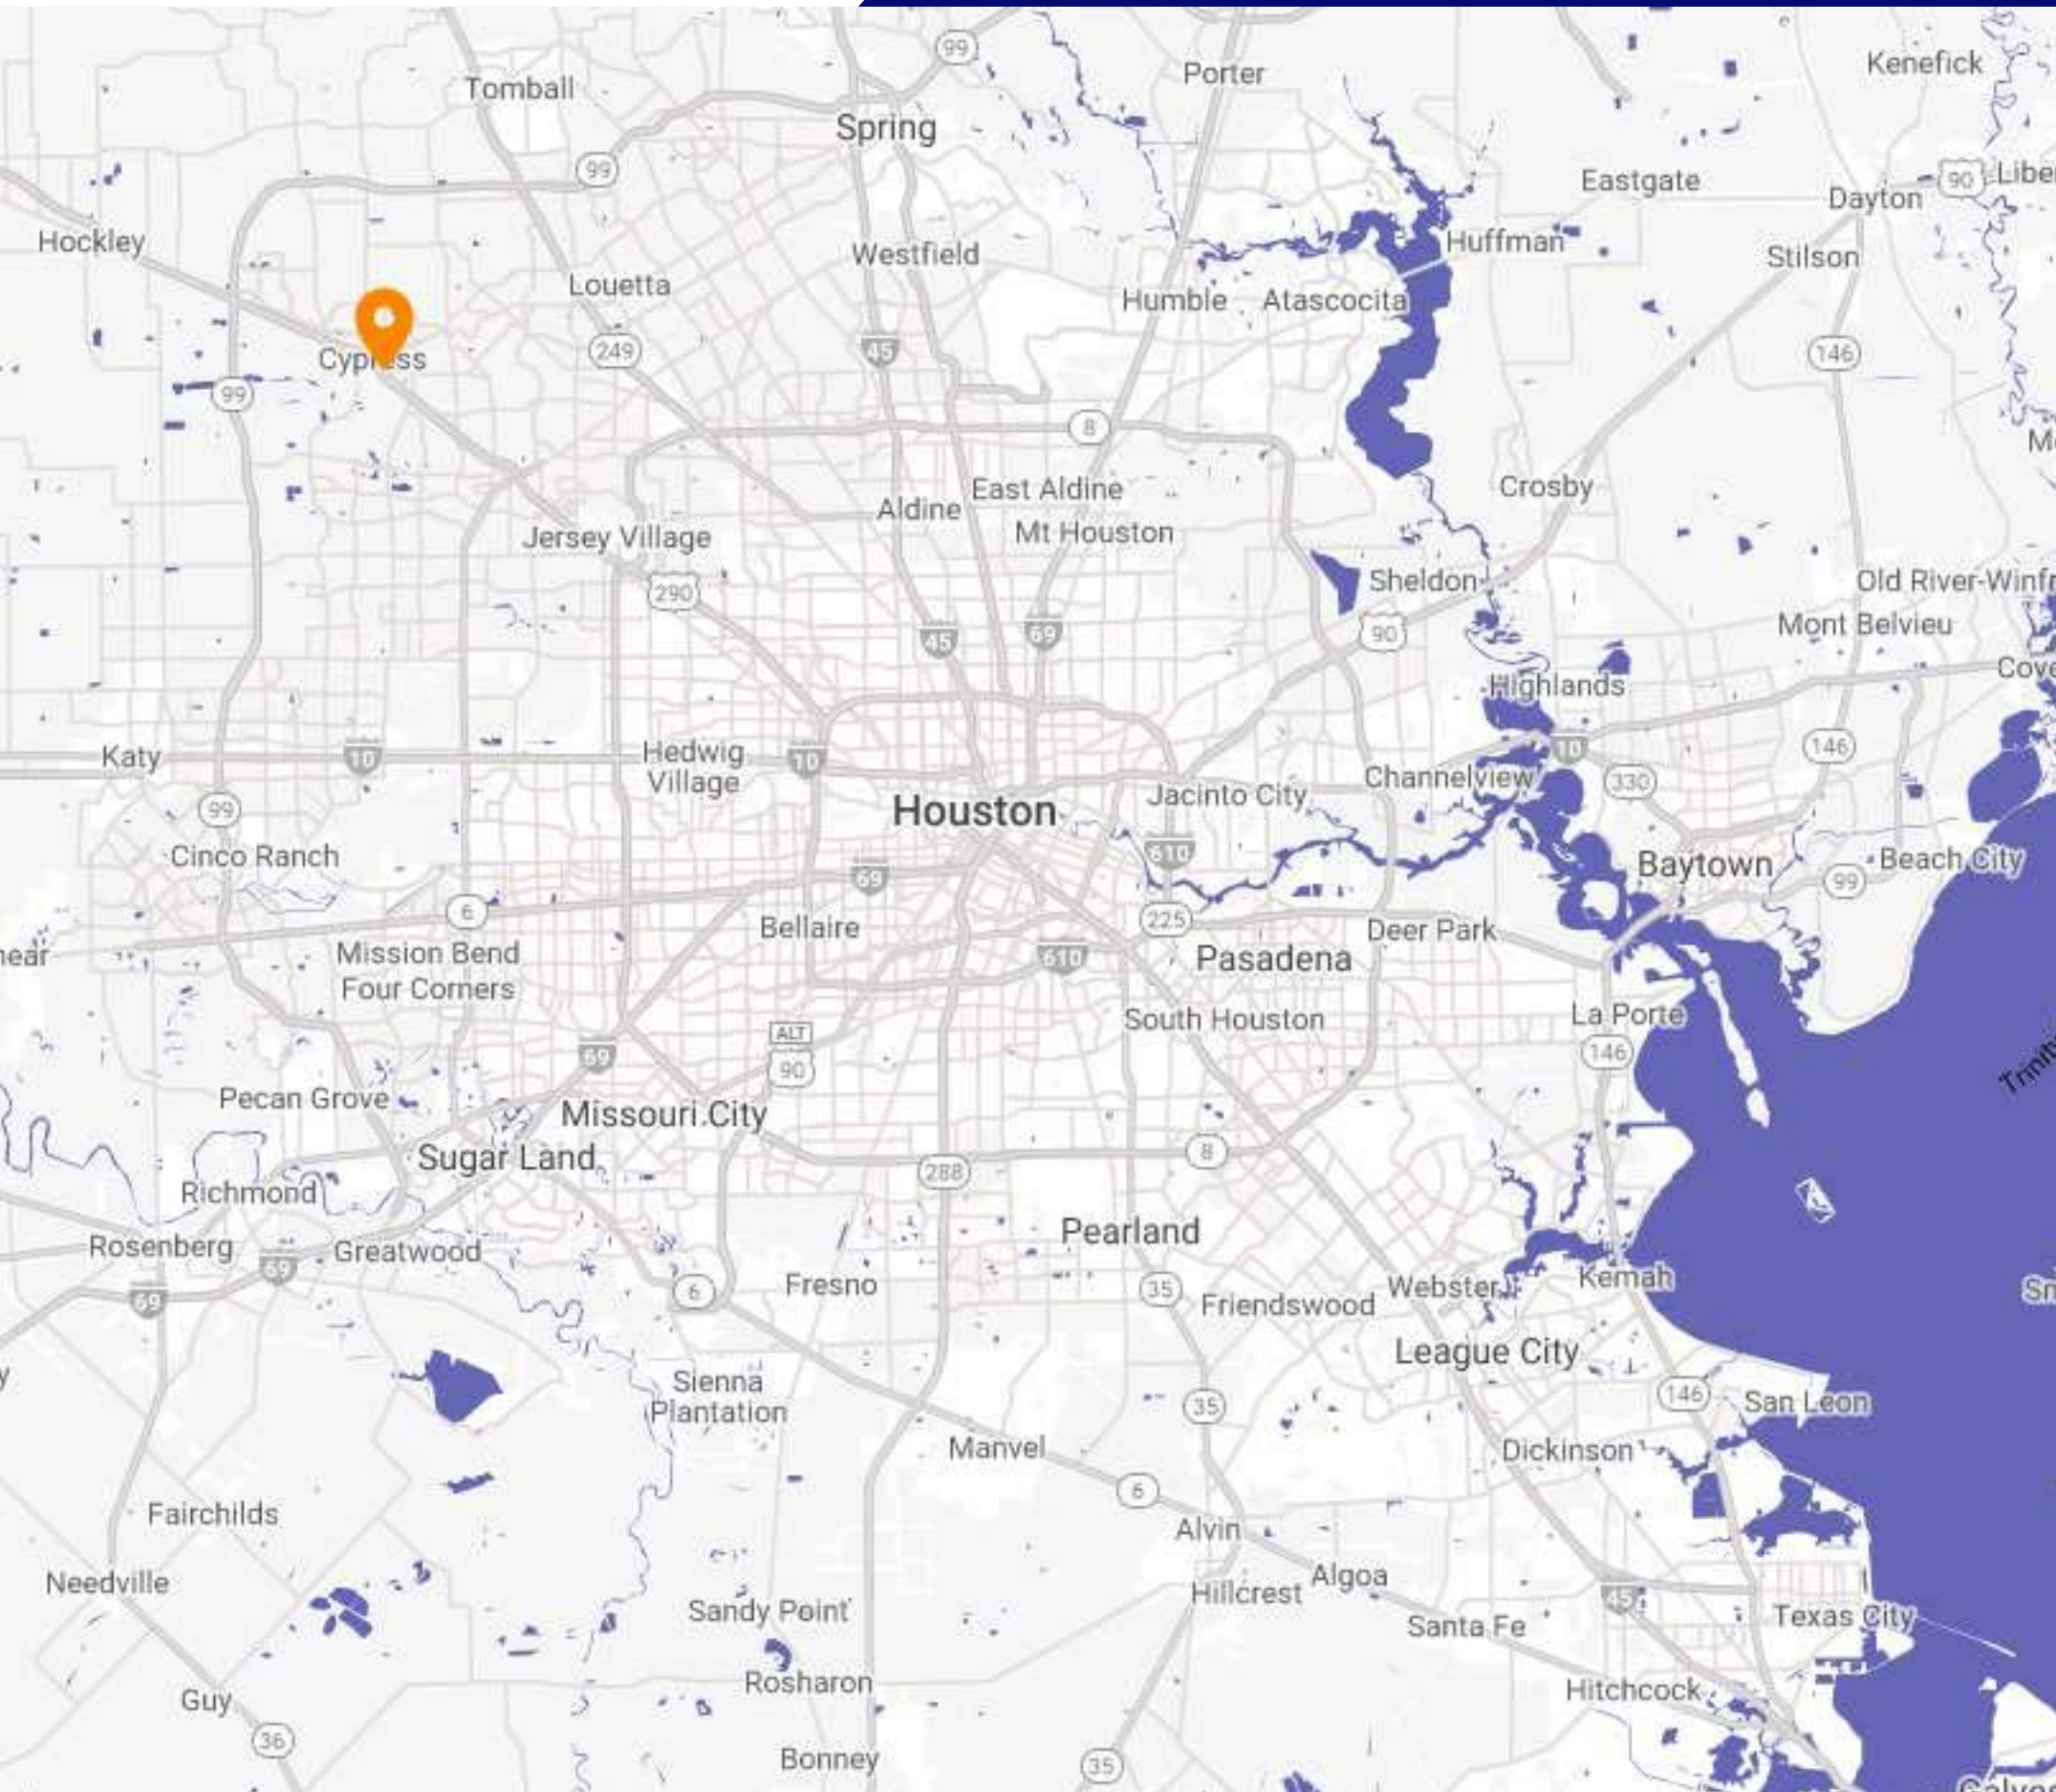 99
Tomball
Porter
Kenefick
Spring
99
Eastgate
90
Dayton
Hockley
Westfield
Huffman
Stilson
Louetta
Humble
Atascocita
249
45
146
99
8
Crosby
East Aldine
Aldine
Mt Houston
Jersey Village
Sheldon
290
45
69
90
Mont Belvieu
Highlands
Katy
10
Hedwig
Village
10
10
146
Channelview
330
99
Jacinto City
Houston
610
Cinco Ranch
Baytown
Beach City
69
99
6
225
Bellaire
Deer Park
Mission Bend
Four Corners
610
Pasadena
La Porte
South Houston
ALT
90
69
146
Pecan Grove
Missouri City
Sugar Land
8
288
Richmond
Pearland
Rosenberg
Greatwood
69
69
6
Fresno
35
Webster
Kemah
Friendswood
League City
Sienna
Plantation
146
San Leon
35
Manvel
Dickinson
6
Fairchilds
Alvin
Algoa
Needville
Hillcrest
45
Sandy Point
Santa Fe
Texas City
Rosharon
Hitchcock
Guy
36
Bonney
35